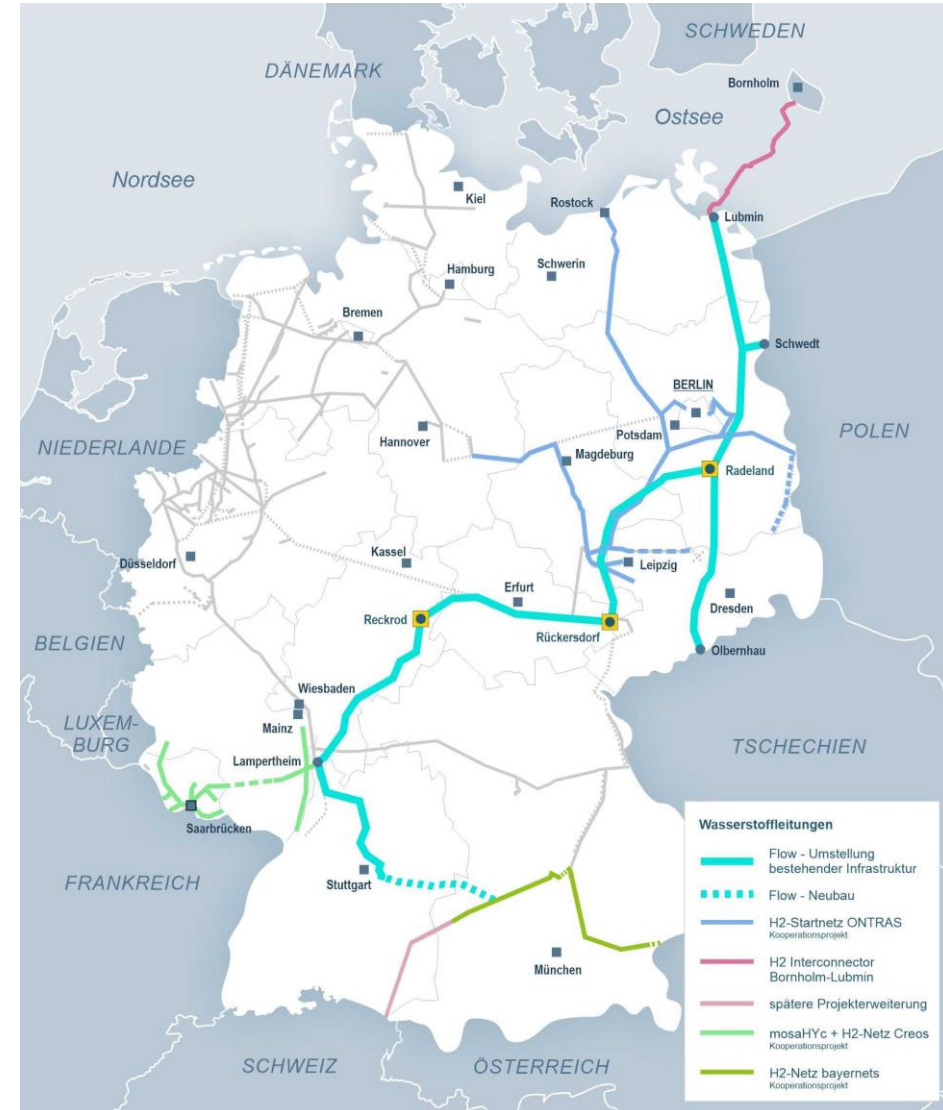 SCHWEDEN
DÄNEMARK
Bornholm
Ostsee
Nordsee
Kiel
Rostock
Lubmin
Schwerin
Hamburg
Bremen
Schwedt
BERLIN
Hannover
Potsdam
NIEDERLANDE
POLEN
Magdeburg
Radeland
Kassel
Düsseldorf
Leipzig
Erfurt
Dresden
Reckrod
Rückersdorf
BELGIEN
Olbernhau
Wiesbaden
LUXEM-
BURG
Mainz
TSCHECHIEN
Lampertheim
Saarbrücken
FRANKREICH
Stuttgart
München
SCHWEIZ
ÖSTERREICH
Wasserstoffleitungen
Flow - Umstellung
bestehender Infrastruktur
Flow - Neubau
H2-Startnetz ONTRAS
Kooperationsprojekt
H2 Interconnector
Bornholm-Lubmin
spätere Projekterweiterung
mosaHYc + H2-Netz Creos
Kooperationsprojekt
H2-Netz bayernets
Kooperationsprojekt